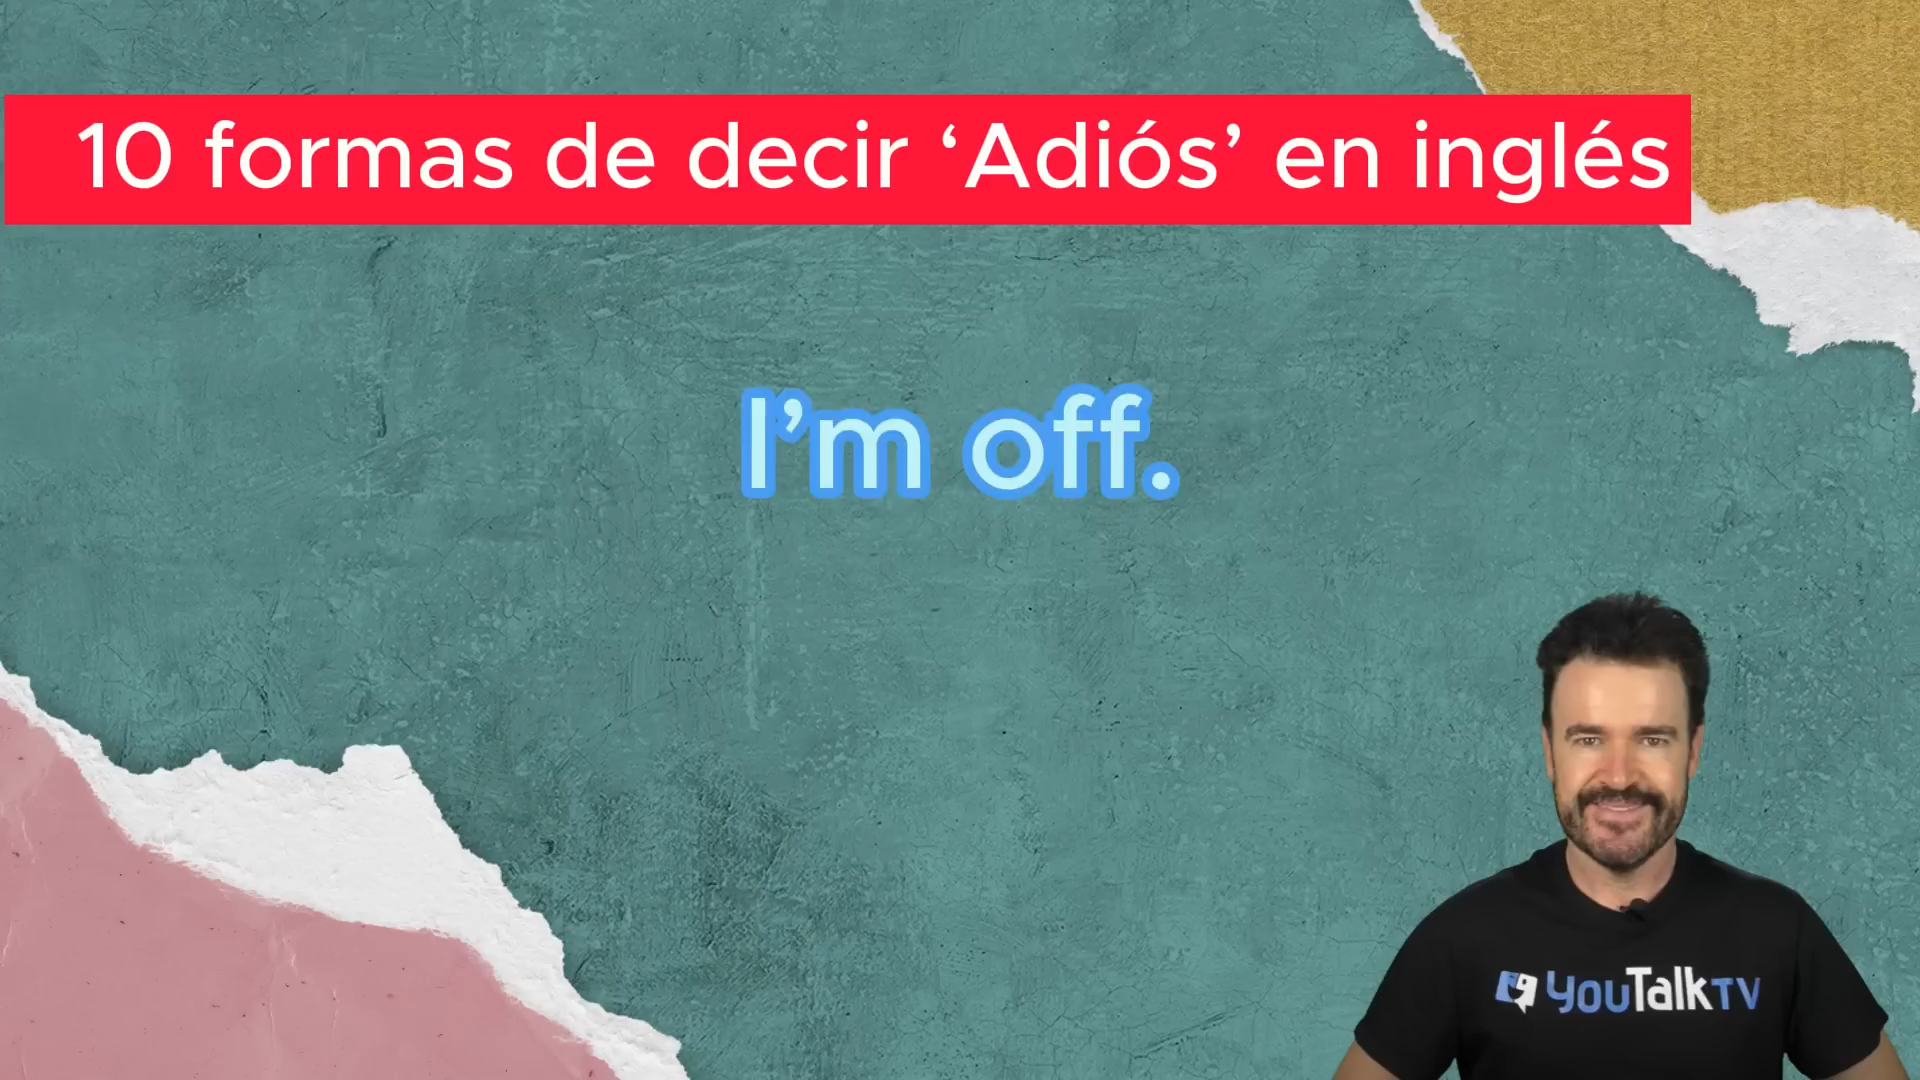 10 formas de decir ‘Adiós’ en inglés
I’m off.
YouTalkTV